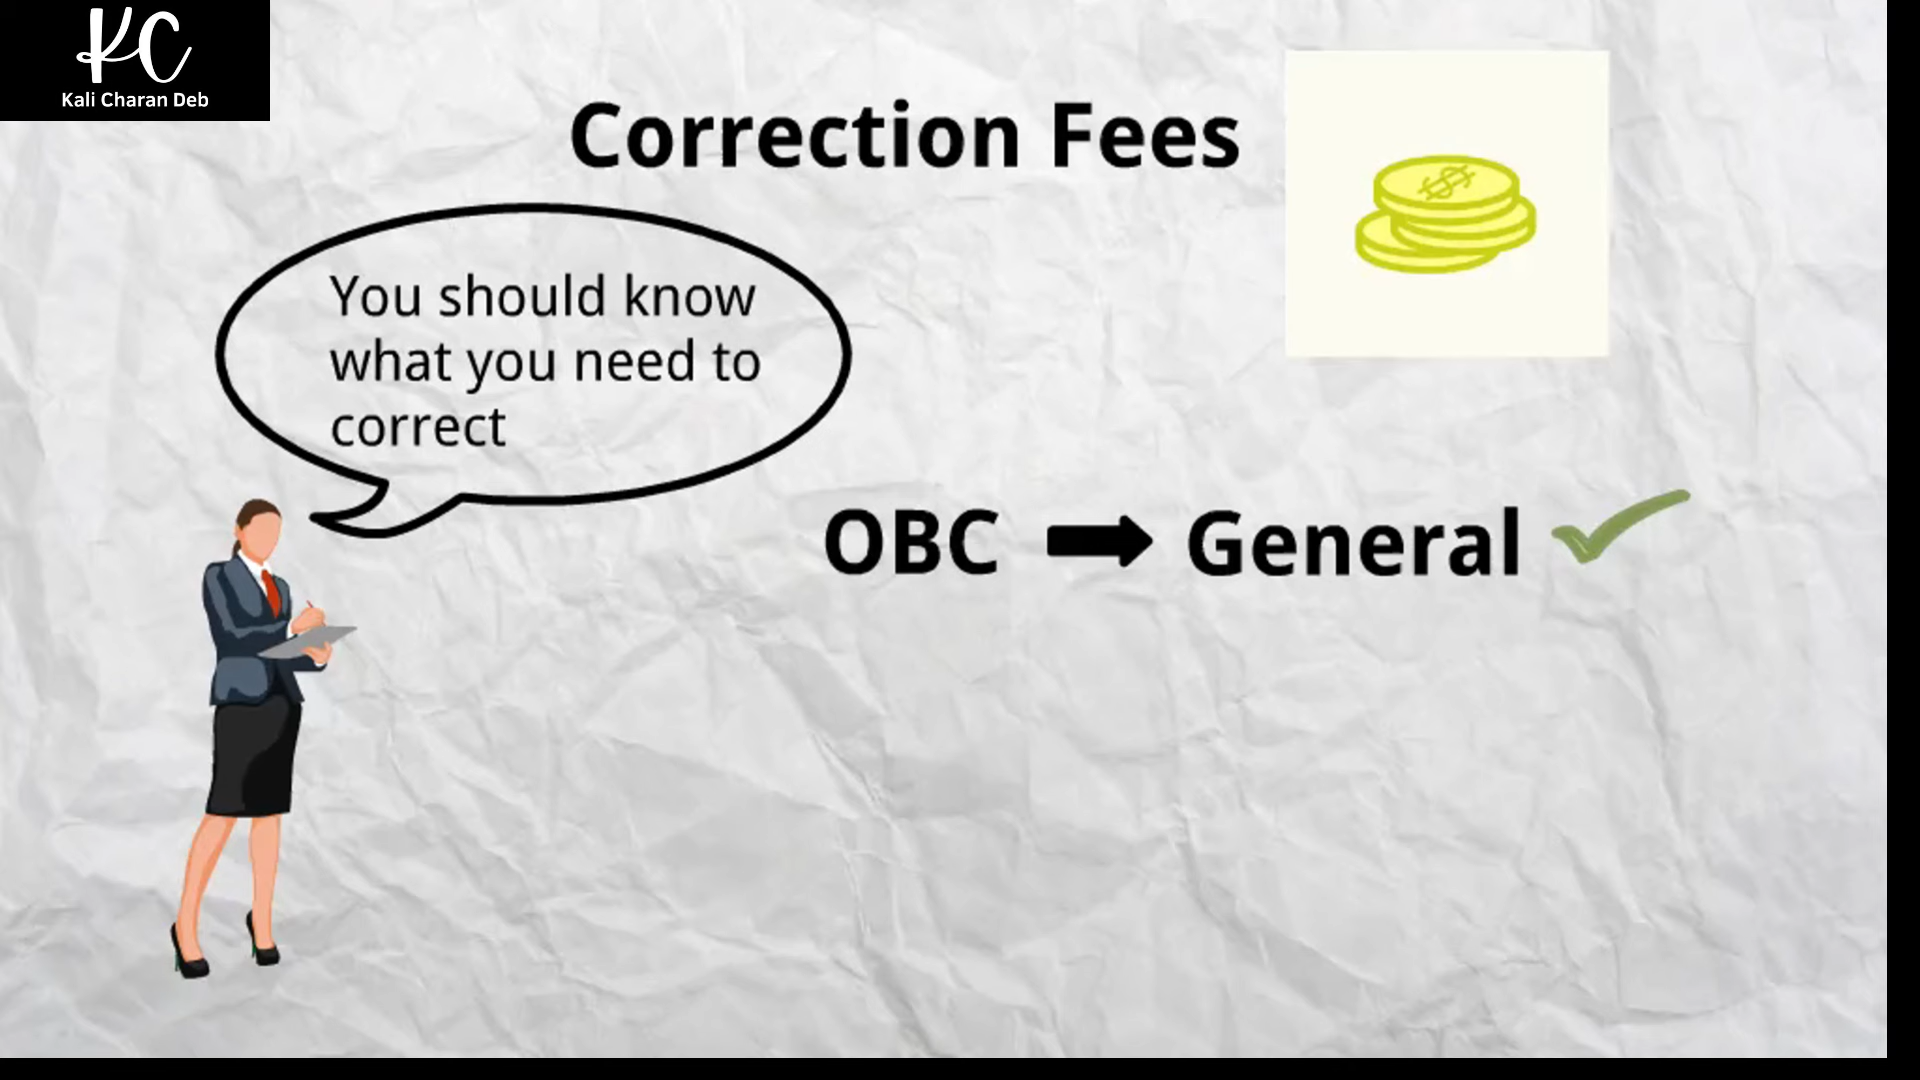 KC
Kali Charan Deb
Correction Fees
You should know
what you need to
correct
OBC ➡ General ✓